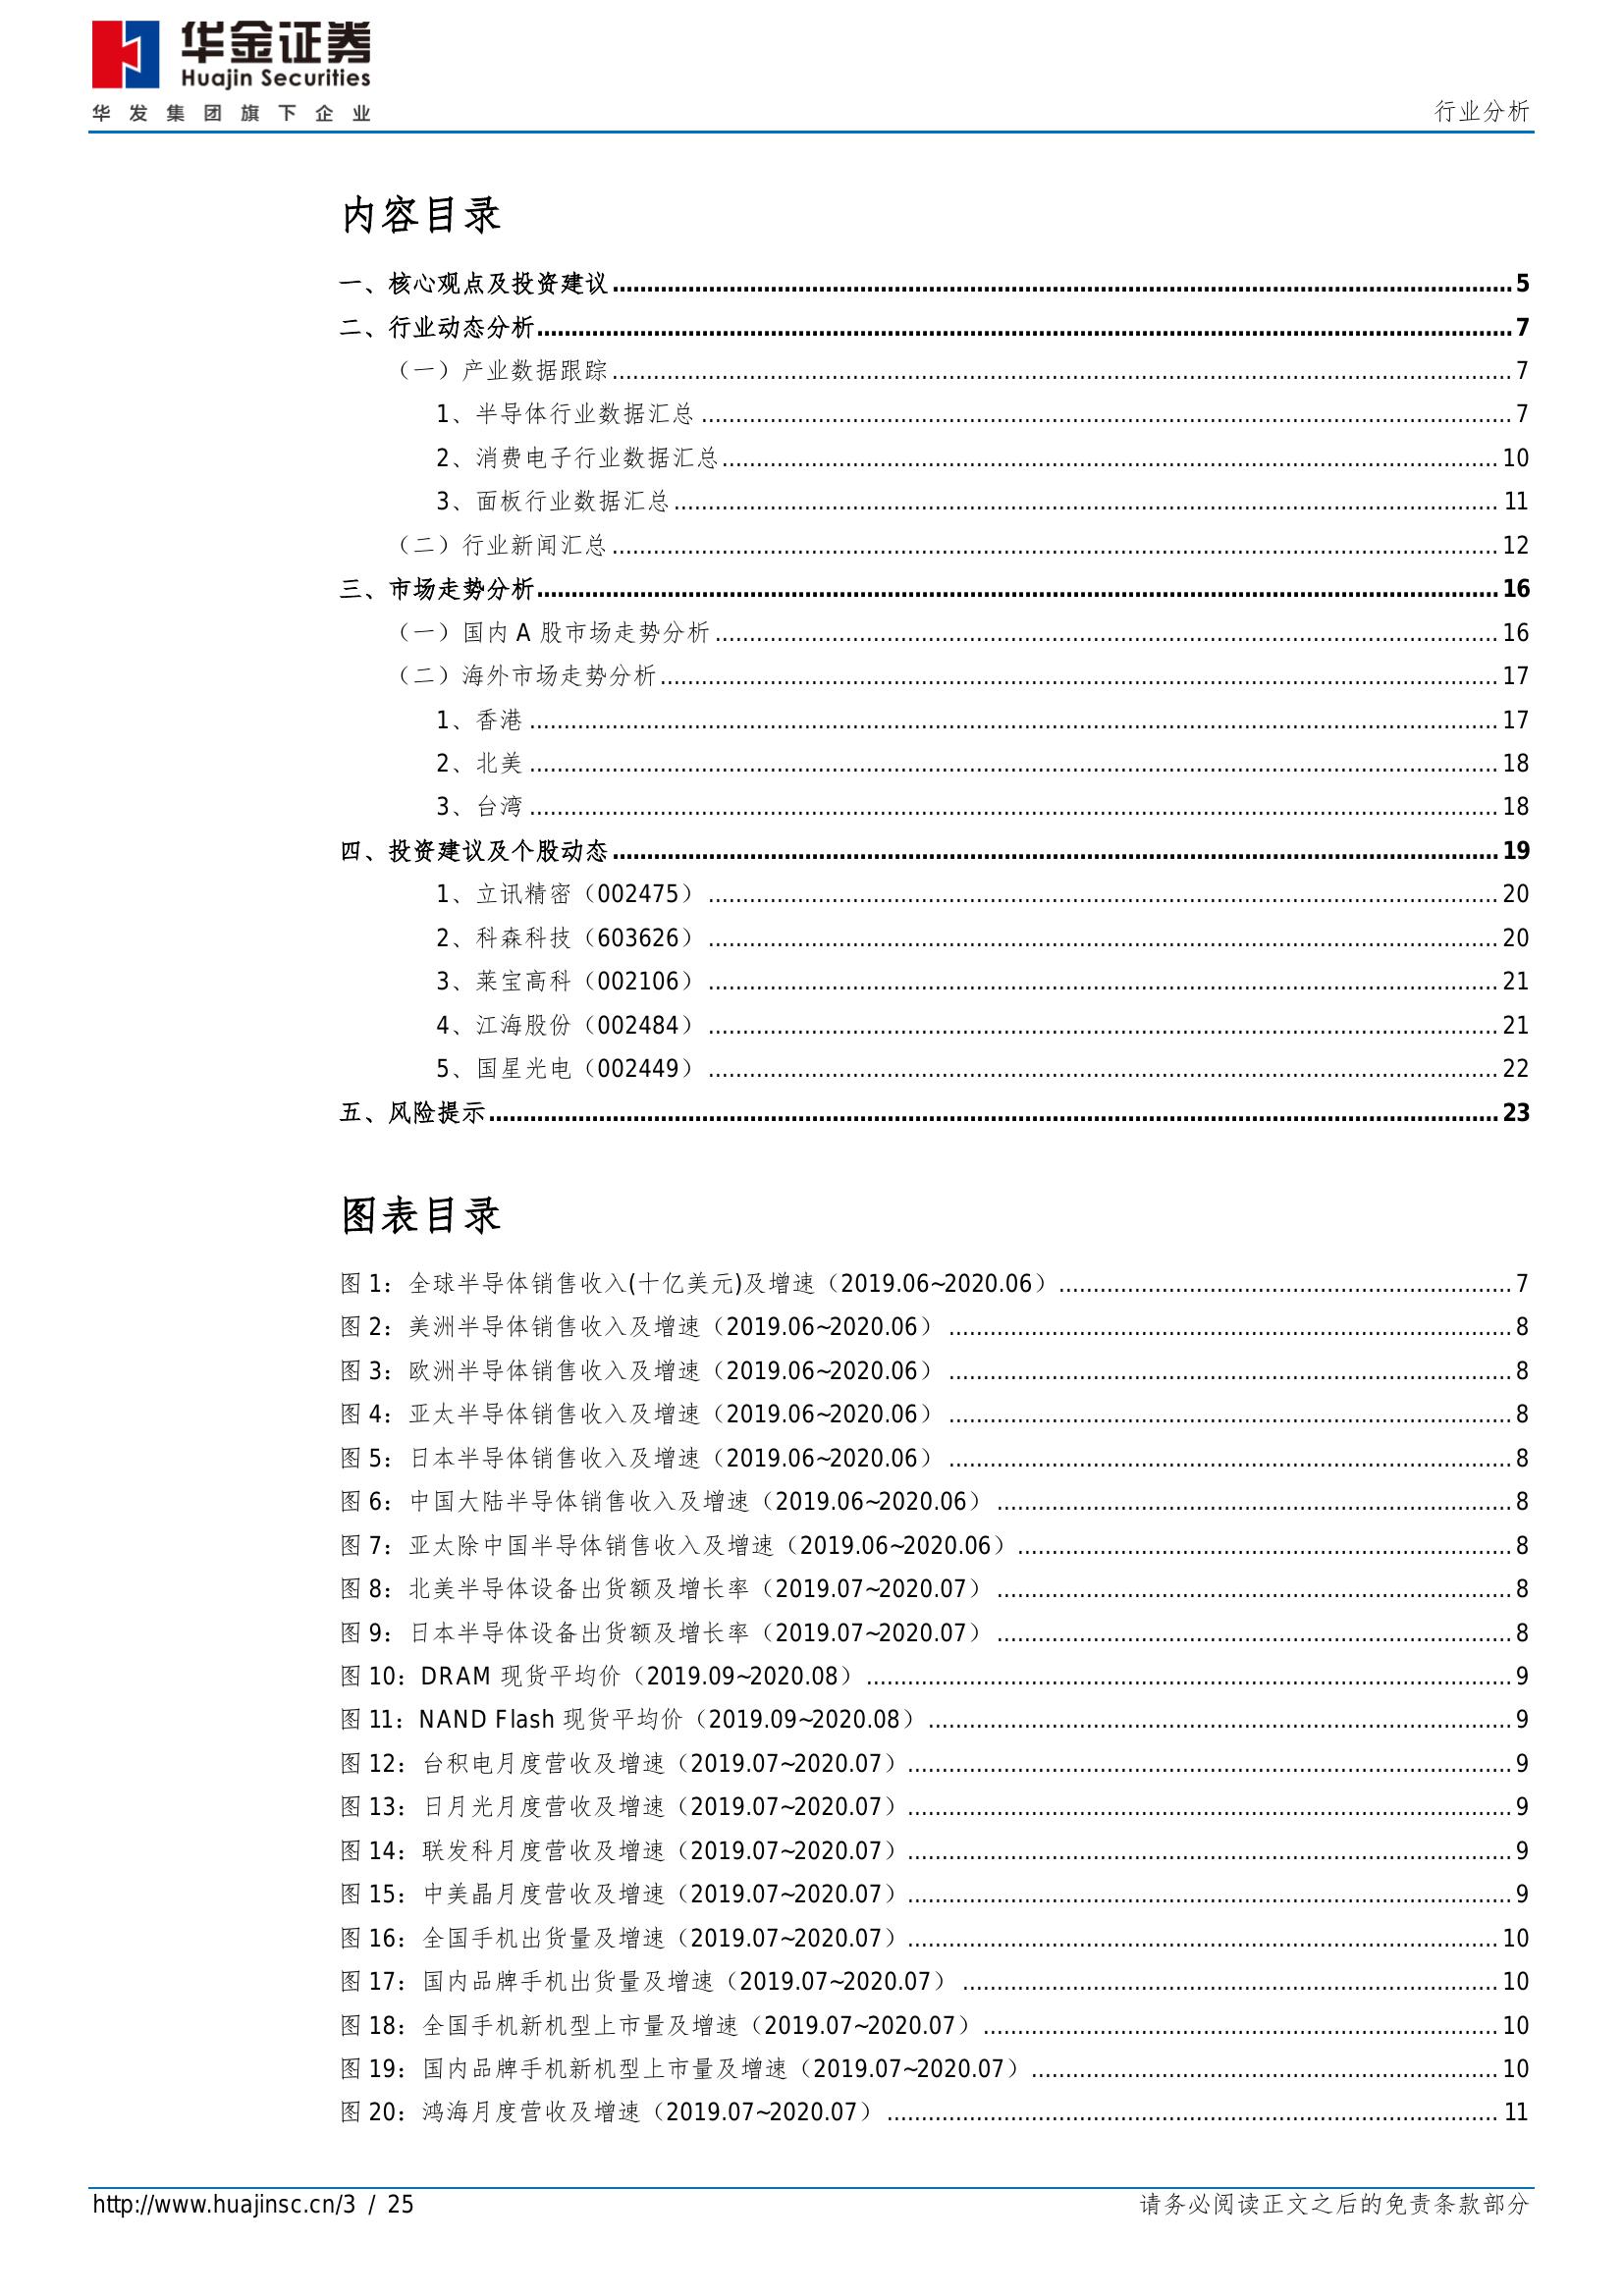 华金证券
Huajin Securities
华发集团旗下企业
行业分析
内容目录
一、核心观点及投资建议........5
二、行业动态分析........7
（一）产业数据跟踪........7
1、半导体行业数据汇总........7
2、消费电子行业数据汇总........10
3、面板行业数据汇总........11
（二）行业新闻汇总........12
三、市场走势分析........16
（一）国内 A 股市场走势分析........16
（二）海外市场走势分析........17
1、香港........17
2、北美........18
3、台湾........18
四、投资建议及个股动态........19
1、立讯精密（002475）........20
2、科森科技（603626）........20
3、莱宝高科（002106）........21
4、江海股份（002484）........21
5、国星光电（002449）........22
五、风险提示........23
图表目录
图 1：全球半导体销售收入(十亿美元)及增速（2019.06~2020.06）........7
图 2：美洲半导体销售收入及增速（2019.06~2020.06）........8
图 3：欧洲半导体销售收入及增速（2019.06~2020.06）........8
图 4：亚太半导体销售收入及增速（2019.06~2020.06）........8
图 5：日本半导体销售收入及增速（2019.06~2020.06）........8
图 6：中国大陆半导体销售收入及增速（2019.06~2020.06）........8
图 7：亚太除中国半导体销售收入及增速（2019.06~2020.06）........8
图 8：北美半导体设备出货额及增长率（2019.07~2020.07）........8
图 9：日本半导体设备出货额及增长率（2019.07~2020.07）........8
图 10：DRAM 现货平均价（2019.09~2020.08）........9
图 11：NAND Flash 现货平均价（2019.09~2020.08）........9
图 12：台积电月度营收及增速（2019.07~2020.07）........9
图 13：日月光月度营收及增速（2019.07~2020.07）........9
图 14：联发科月度营收及增速（2019.07~2020.07）........9
图 15：中美晶月度营收及增速（2019.07~2020.07）........9
图 16：全国手机出货量及增速（2019.07~2020.07）........10
图 17：国内品牌手机出货量及增速（2019.07~2020.07）........10
图 18：全国手机新机型上市量及增速（2019.07~2020.07）........10
图 19：国内品牌手机新机型上市量及增速（2019.07~2020.07）........10
图 20：鸿海月度营收及增速（2019.07~2020.07）........11
http://www.huajinsc.cn/3 / 25
请务必阅读正文之后的免责条款部分